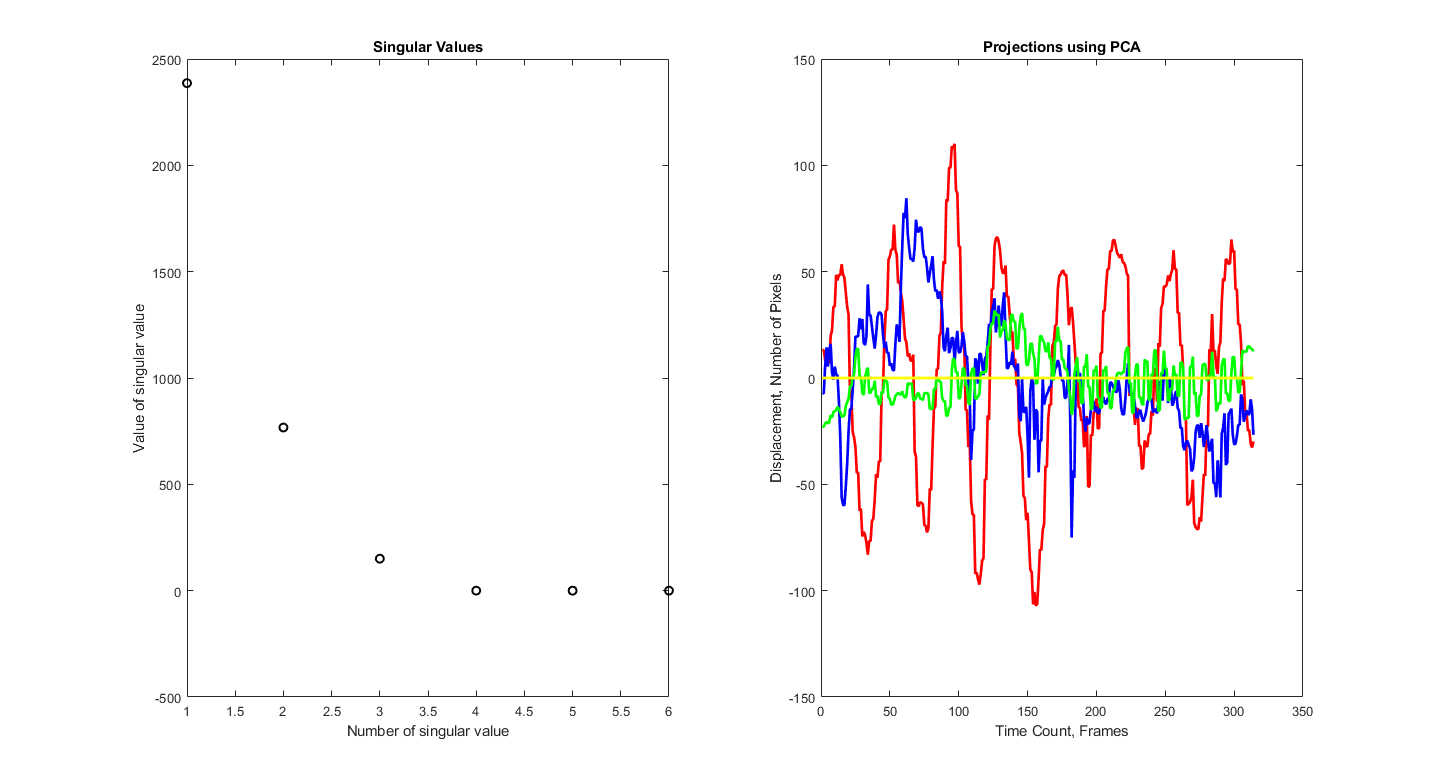 Singular Values
2500
2000
1500
1000
500
0
-500
Value of singular value
1 1.5 2 2.5 3 3.5 4 4.5 5 5.5 6
Number of singular value
Projections using PCA
150
100
50
0
-50
-100
-150
Displacement, Number of Pixels
0 50 100 150 200 250 300 350
Time Count, Frames